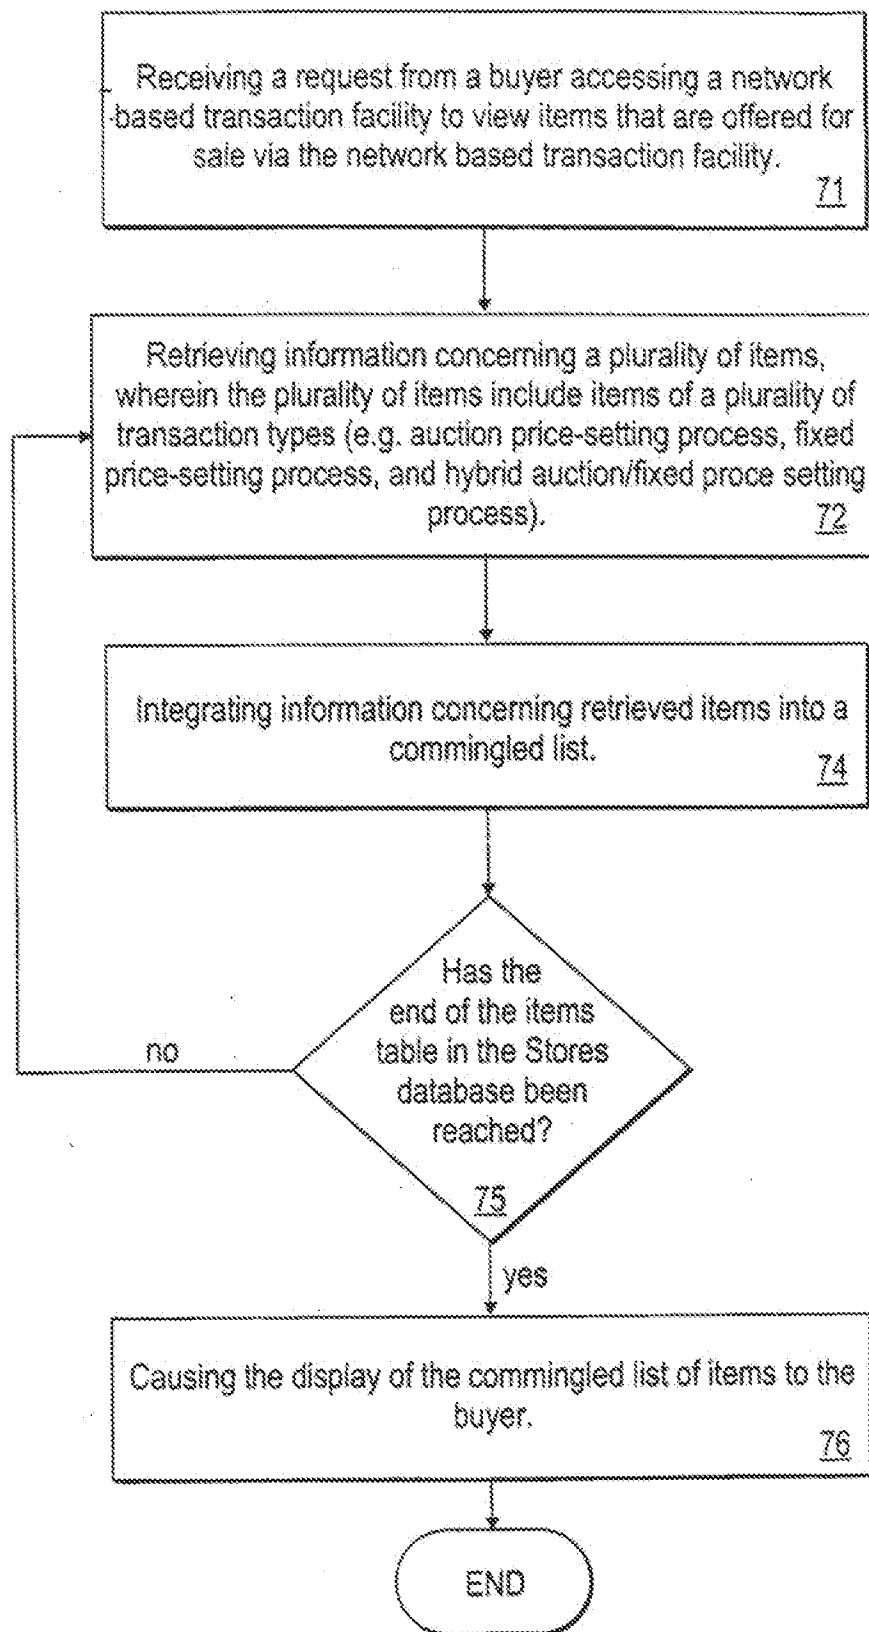 Receiving a request from a buyer accessing a network
based transaction facility to view items that are offered for
sale via the network based transaction facility.
71
Retrieving information concerning a plurality of items,
wherein the plurality of items include items of a plurality of
transaction types (e.g. auction price-setting process, fixed
price-setting process, and hybrid auction/fixed proce setting
process).
72
Integrating information concerning retrieved items into a
commingled list.
74
Has the
end of the items
table in the Stores
database been
reached?
75
no
yes
Causing the display of the commingled list of items to the
buyer.
76
END